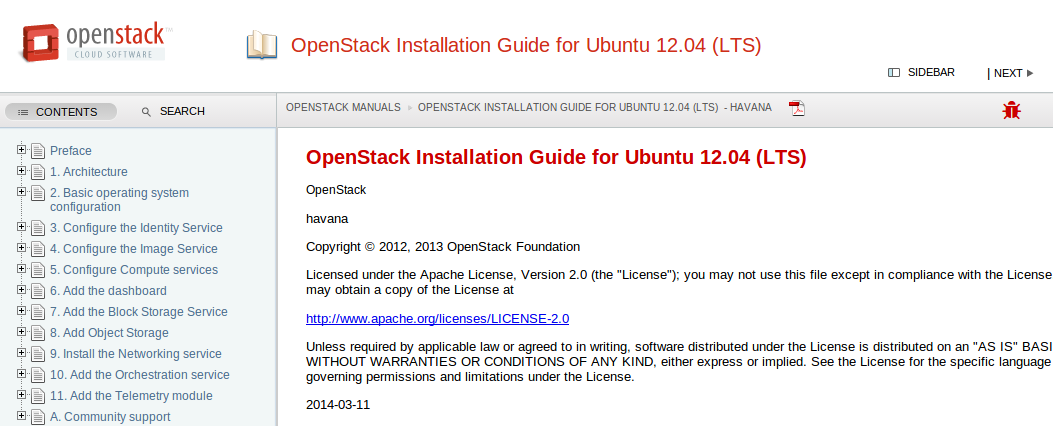 openstack™
CLOUD SOFTWARE
OpenStack Installation Guide for Ubuntu 12.04 (LTS)
SIDEBAR
| NEXT
CONTENTS
SEARCH
OPENSTACK MANUALS
OPENSTACK INSTALLATION GUIDE FOR UBUNTU 12.04 (LTS) - HAVANA
Preface
1. Architecture
2. Basic operating system
configuration
3. Configure the Identity Service
4. Configure the Image Service
5. Configure Compute services
6. Add the dashboard
7. Add the Block Storage Service
8. Add Object Storage
9. Install the Networking service
10. Add the Orchestration service
11. Add the Telemetry module
A. Community support
OpenStack Installation Guide for Ubuntu 12.04 (LTS)
OpenStack
havana
Copyright © 2012, 2013 OpenStack Foundation
Licensed under the Apache License, Version 2.0 (the "License"); you may not use this file except in compliance with the License
may obtain a copy of the License at
http://www.apache.org/licenses/LICENSE-2.0
Unless required by applicable law or agreed to in writing, software distributed under the License is distributed on an "AS IS" BASI
WITHOUT WARRANTIES OR CONDITIONS OF ANY KIND, either express or implied. See the License for the specific language
governing permissions and limitations under the License.
2014-03-11